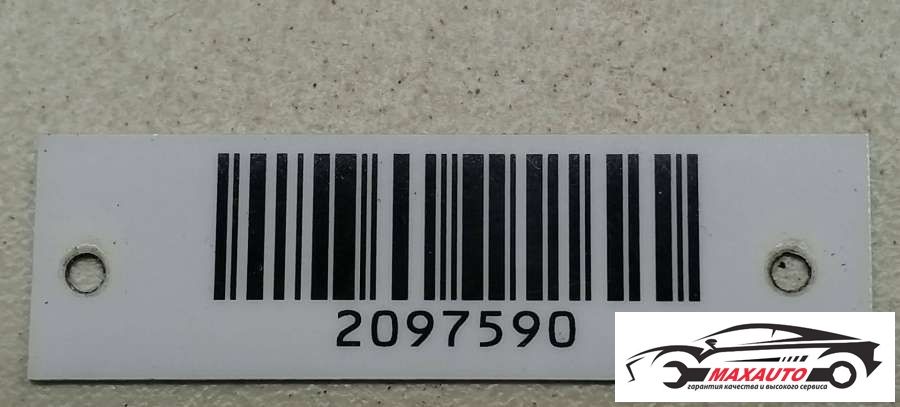 2097590
MAXAUTO
гарантия качества и высокого сервиса